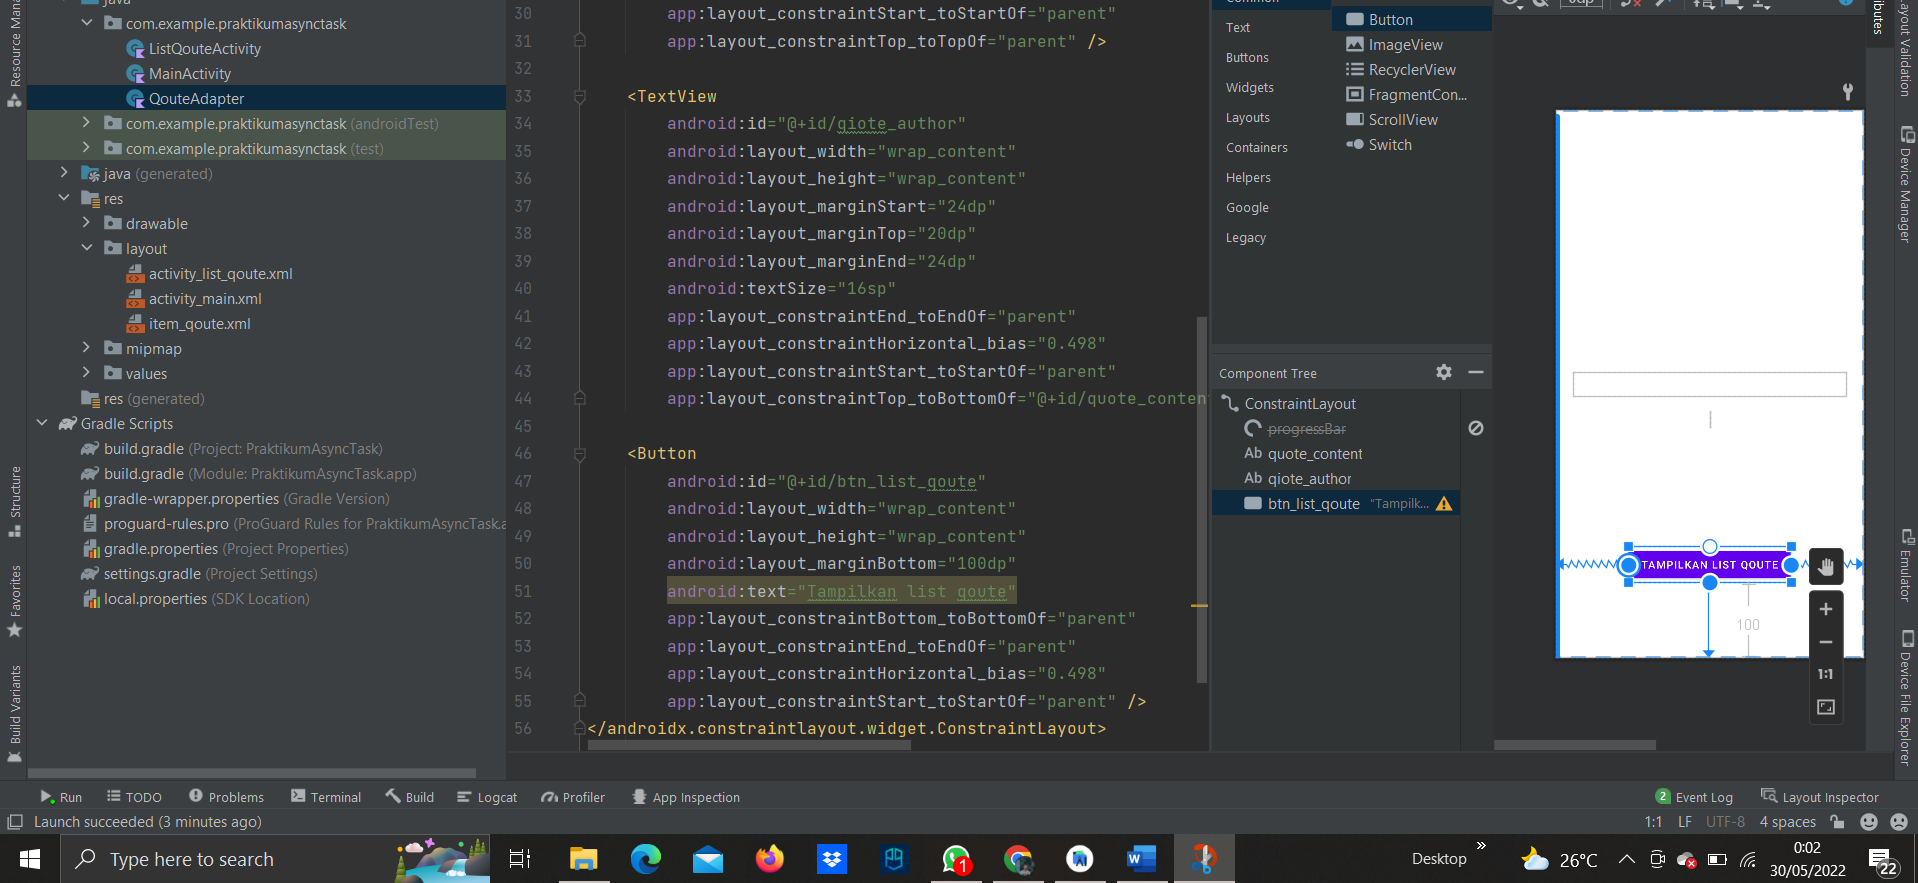 java
com.example.praktikumasynctask
ListQouteActivity
MainActivity
QouteAdapter
com.example.praktikumasynctask (androidTest)
com.example.praktikumasynctask (test)
java (generated)
res
drawable
layout
activity_list_qoute.xml
activity_main.xml
item_qoute.xml
mipmap
values
res (generated)
Gradle Scripts
build.gradle (Project: PraktikumAsyncTask)
build.gradle (Module: PraktikumAsyncTask.app)
gradle-wrapper.properties (Gradle Version)
proguard-rules.pro (ProGuard Rules for PraktikumAsyncTask.a
gradle.properties (Project Properties)
settings.gradle (Project Settings)
local.properties (SDK Location)
Resource Mana
Structure
Favorites
Build Variants
30 app:layout_constraintStart_toStartOf="parent"
31 app:layout_constraintTop_toTopOf="parent" />
32
33 <TextView
34 android:id="@+id/qiote_author"
35 android:layout_width="wrap_content"
36 android:layout_height="wrap_content"
37 android:layout_marginStart="24dp"
38 android:layout_marginTop="20dp"
39 android:layout_marginEnd="24dp"
40 android:textSize="16sp"
41 app:layout_constraintEnd_toEndOf="parent"
42 app:layout_constraintHorizontal_bias="0.498"
43 app:layout_constraintStart_toStartOf="parent"
44 app:layout_constraintTop_toBottomOf="@+id/quote_conten
45
46 <Button
47 android:id="@+id/btn_list_qoute"
48 android:layout_width="wrap_content"
49 android:layout_height="wrap_content"
50 android:layout_marginBottom="100dp"
51 android:text="Tampilkan list qoute"
52 app:layout_constraintBottom_toBottomOf="parent"
53 app:layout_constraintEnd_toEndOf="parent"
54 app:layout_constraintHorizontal_bias="0.498"
55 app:layout_constraintStart_toStartOf="parent" />
56 </androidx.constraintlayout.widget.ConstraintLayout>
Common
Text
Buttons
Widgets
Layouts
Containers
Helpers
Google
Legacy
Button
ImageView
RecyclerView
FragmentCon...
ScrollView
Switch
Component Tree
ConstraintLayout
progressBar
Ab quote_content
Ab qiote_author
btn_list_qoute "Tampilk...
TAMPILKAN LIST QOUTE
100
1:1
ibutes
Layout Validation
Device Manager
Emulator
Device File Explorer
Run TODO Problems Terminal Build Logcat Profiler App Inspection 2 Event Log Layout Inspector
Launch succeeded (3 minutes ago) 1:1 LF UTF-8 4 spaces
Type here to search
1
W
Desktop
26°C
0:02
30/05/2022
22